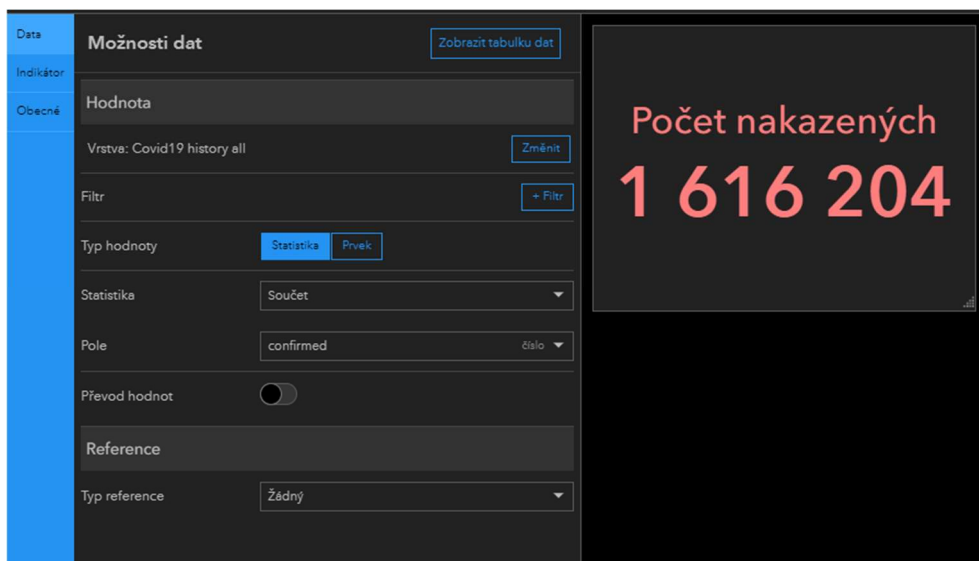 Data
Indikátor
Obecné
Možnosti dat
Zobrazit tabulku dat
Hodnota
Vrstva: Covid19 history all
Změnit
Filtr
+ Filtr
Typ hodnoty
Statistika
Prvek
Statistika
Součet
Pole
confirmed
číslo
Převod hodnot
Reference
Typ reference
Žádný
Počet nakazených
1 616 204